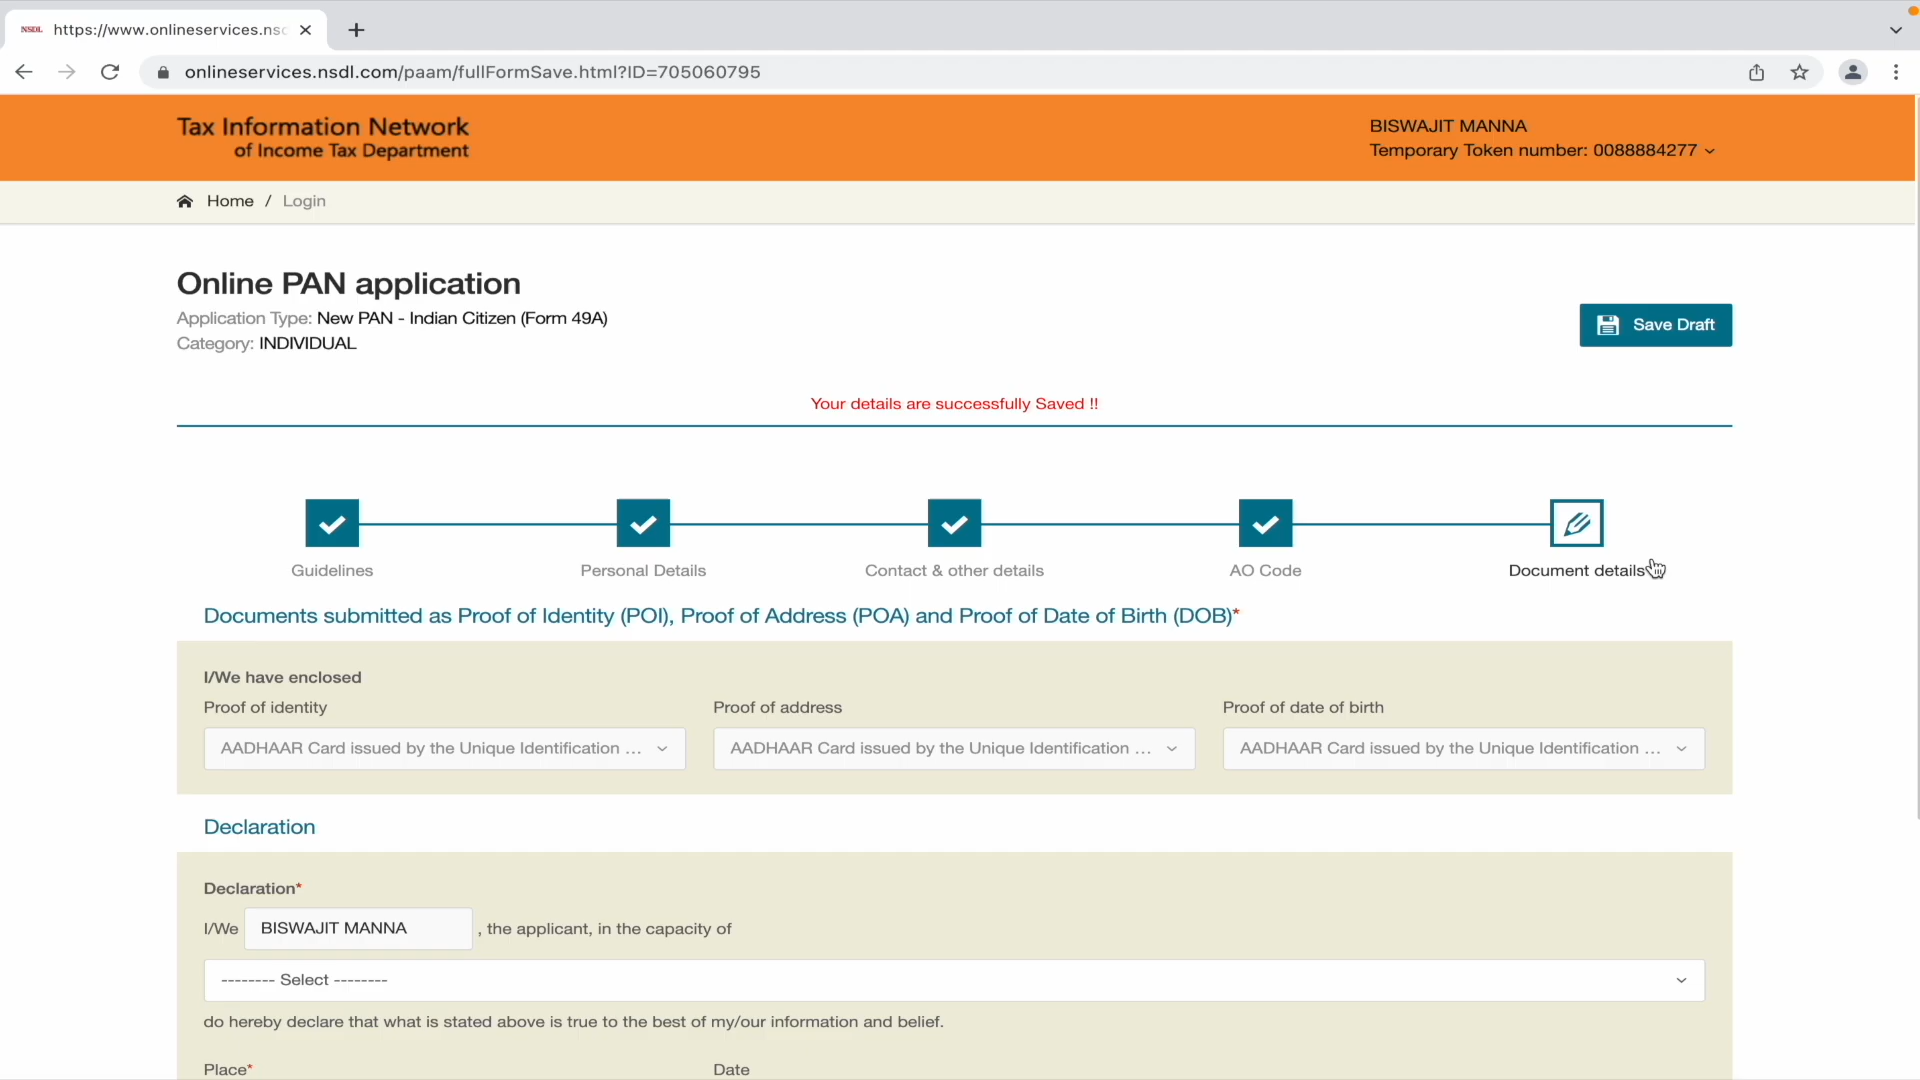 NSDL https://www.onlineservices.nsd
onlineservices.nsdl.com/paam/fullFormSave.html?ID=705060795
Tax Information Network
of Income Tax Department
BISWAJIT MANNA
Temporary Token number: 0088884277
Home / Login
Online PAN application
Application Type: New PAN - Indian Citizen (Form 49A)
Category: INDIVIDUAL
Save Draft
Your details are successfully Saved !!
Guidelines
Personal Details
Contact & other details
AO Code
Document details
Documents submitted as Proof of Identity (POI), Proof of Address (POA) and Proof of Date of Birth (DOB)*
I/We have enclosed
Proof of identity
Proof of address
Proof of date of birth
AADHAAR Card issued by the Unique Identification ...
AADHAAR Card issued by the Unique Identification ...
AADHAAR Card issued by the Unique Identification ...
Declaration
Declaration*
I/We BISWAJIT MANNA , the applicant, in the capacity of
-------- Select --------
do hereby declare that what is stated above is true to the best of my/our information and belief.
Place*
Date